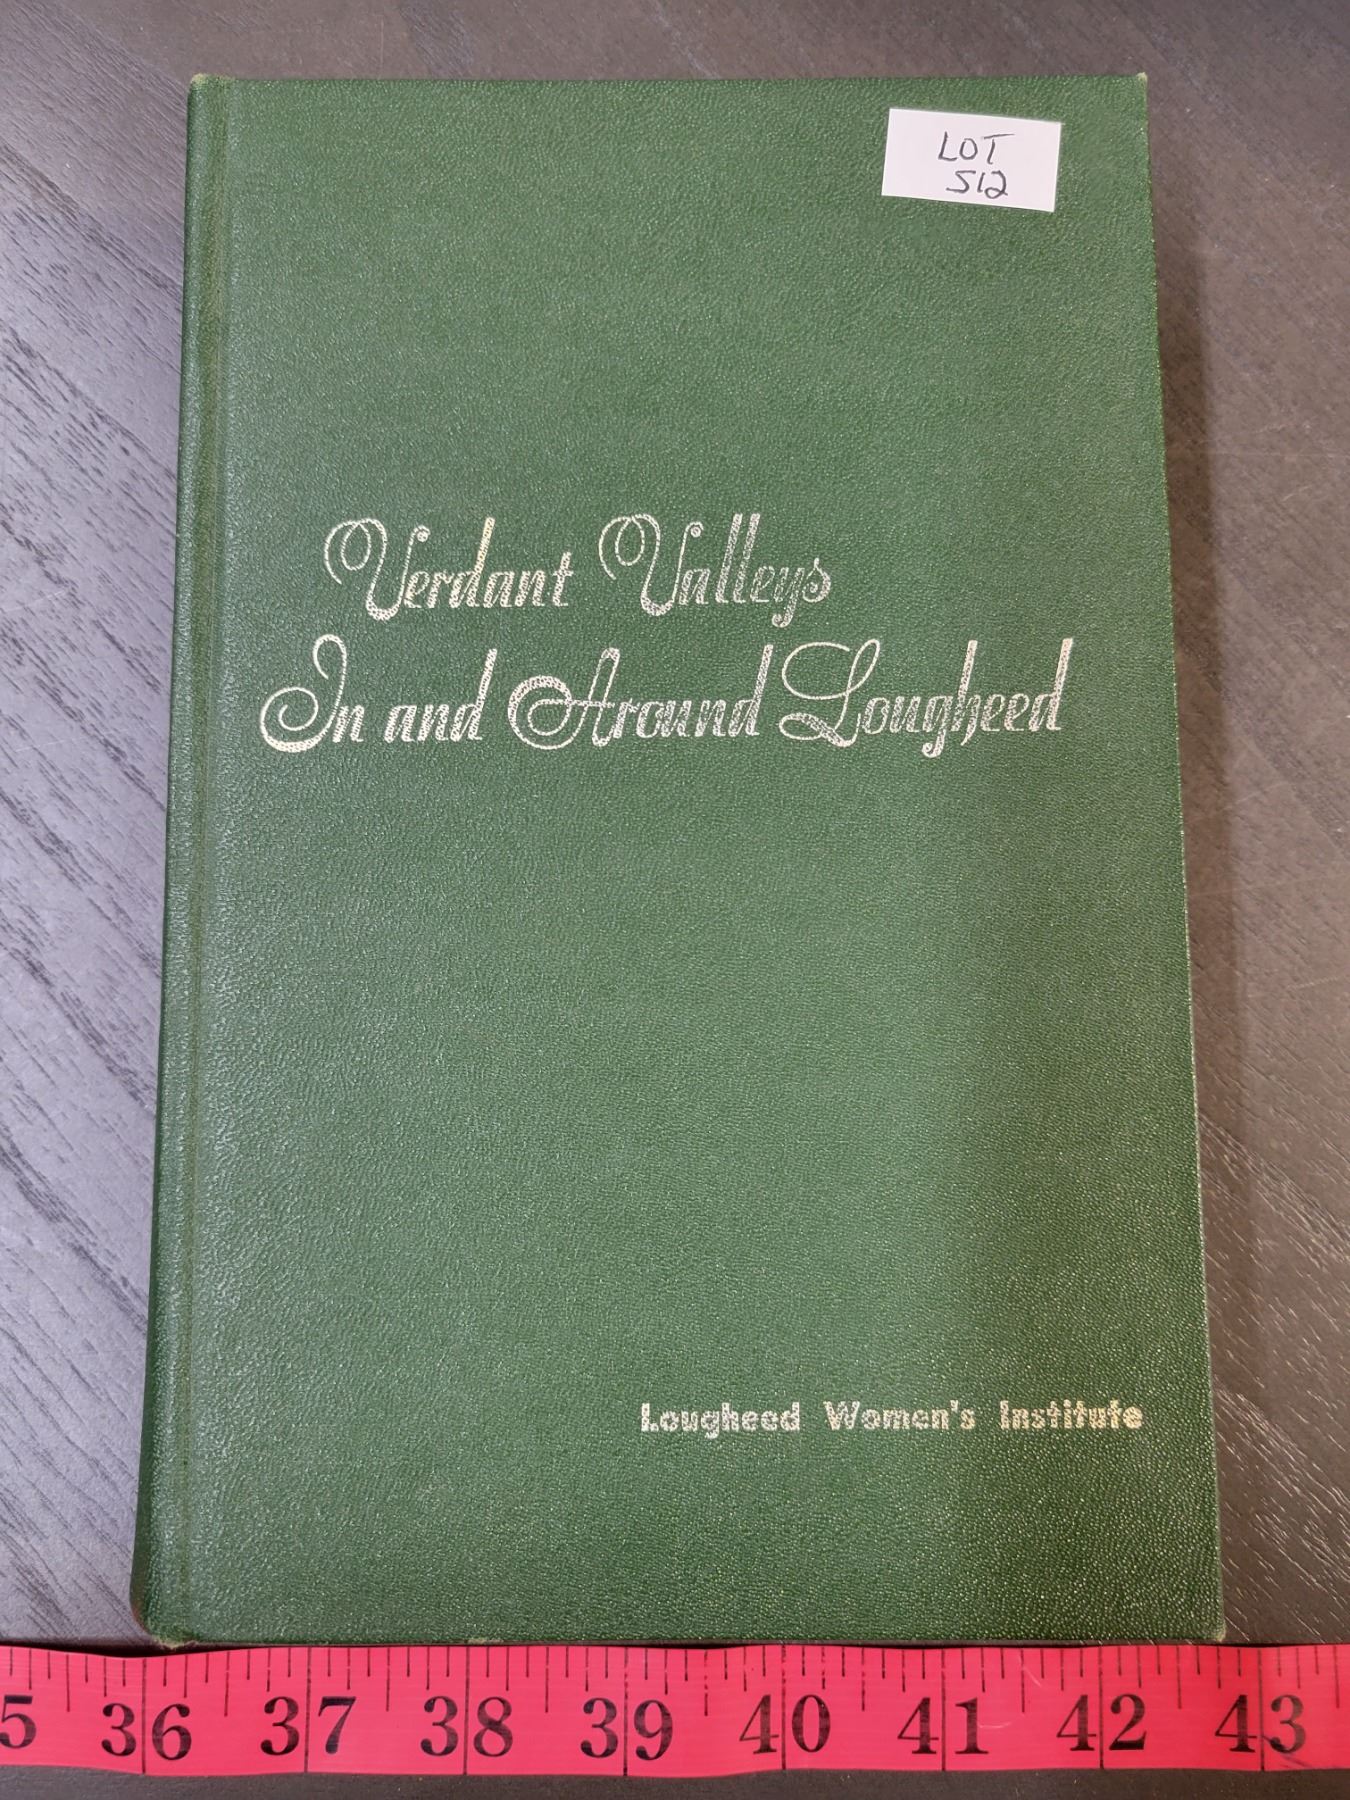 LOT
512
Verdant Valleys
In and Around Lougheed
Lougheed Women's Institute
5 36 37 38 39 40 41 42 43